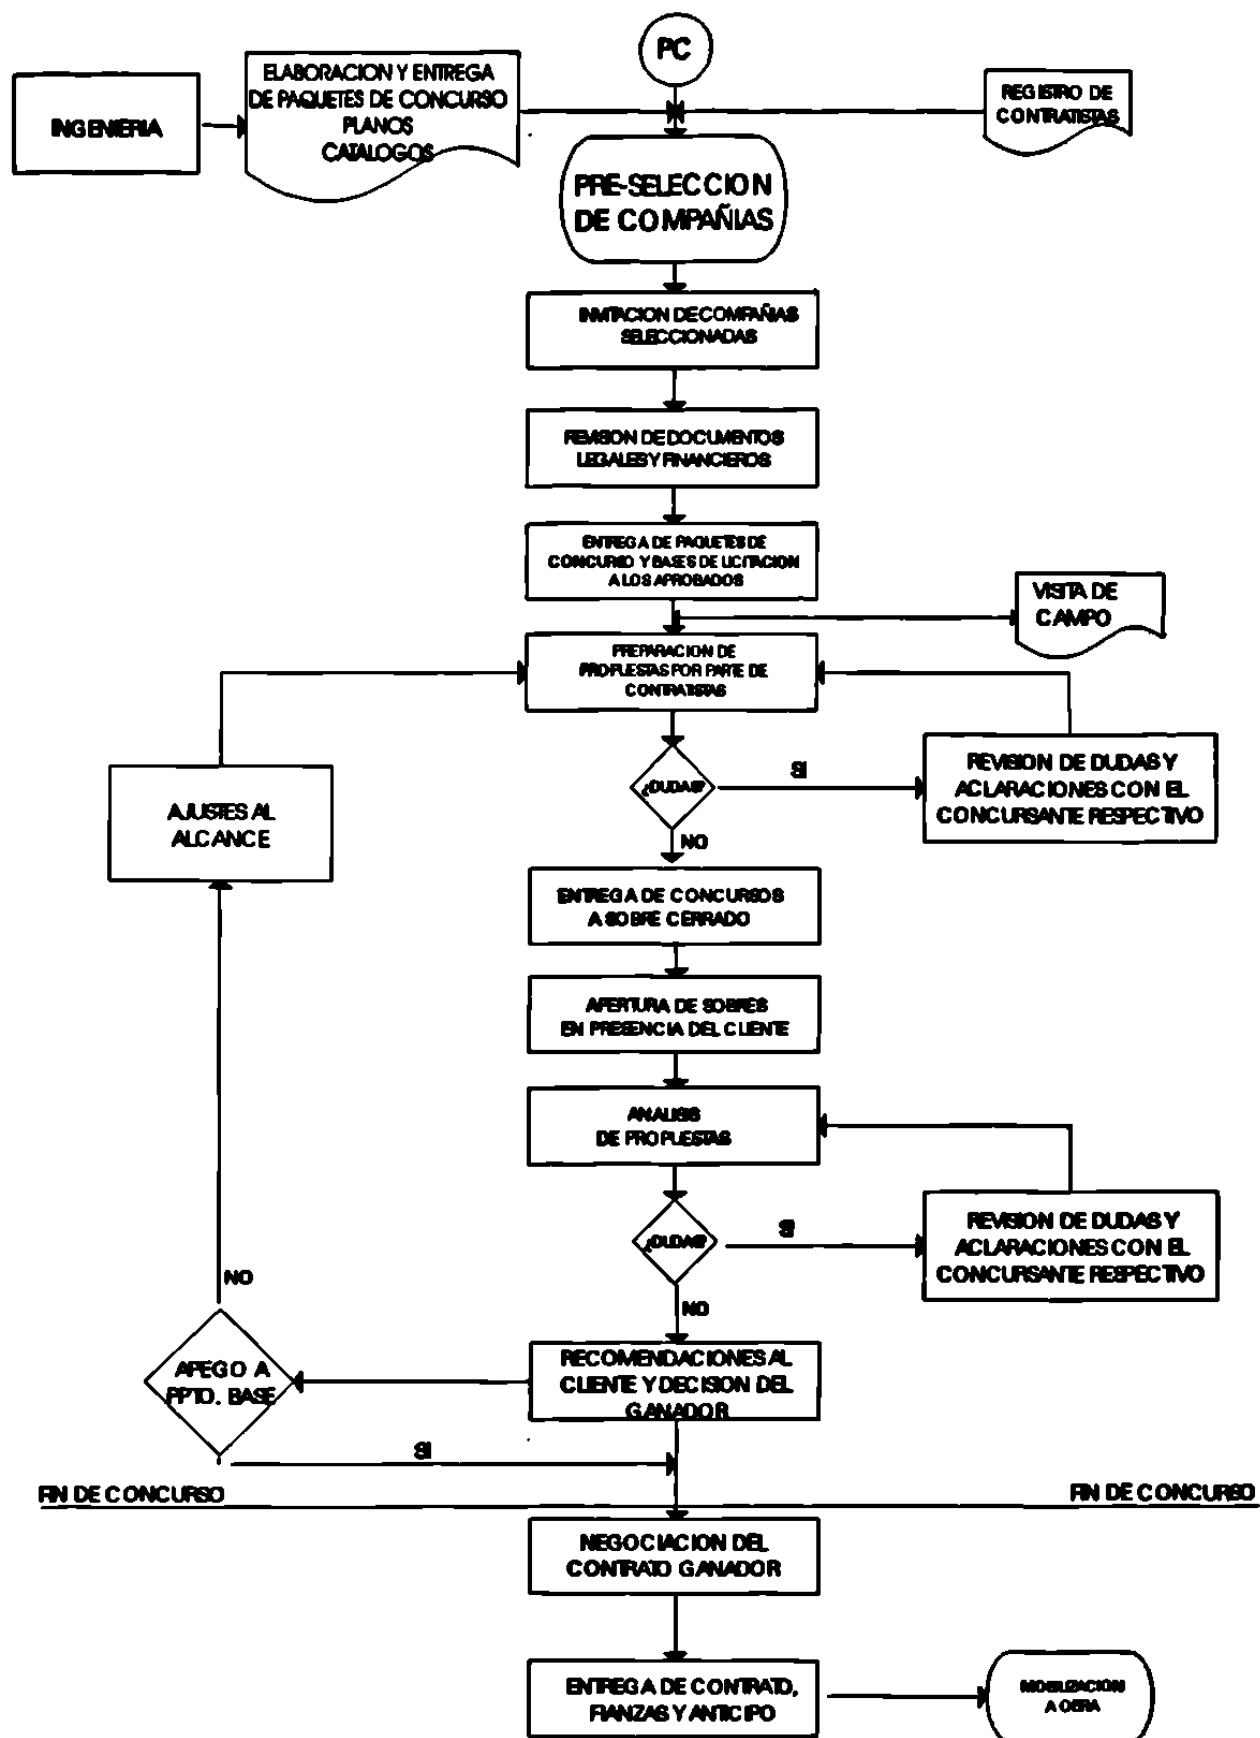 PC
INGENIERIA
ELABORACION Y ENTREGA
DE PAQUETES DE CONCURSO
PLANOS
CATALOGOS
REGISTRO DE
CONTRATISTAS
PRE-SELECCION
DE COMPAÑIAS
INVITACION DE COMPAÑIAS
SELECCIONADAS
REVISION DE DOCUMENTOS
LEGALES Y FINANCIEROS
ENTREGA DE PAQUETES DE
CONCURSO Y BASES DE LICITACION
A LOS APROBADOS
VISITA DE
CAMPO
PREPARACION DE
PROPUESTAS POR PARTE DE
CONTRATISTAS
¿DUDAS?
SI
REVISION DE DUDAS Y
ACLARACIONES CON EL
CONCURSANTE RESPECTIVO
AJUSTES AL
ALCANCE
NO
ENTREGA DE CONCURSOS
A SOBRE CERRADO
APERTURA DE SOBRES
EN PRESENCIA DEL CLIENTE
ANALISIS
DE PROPUESTAS
¿DUDAS?
SI
REVISION DE DUDAS Y
ACLARACIONES CON EL
CONCURSANTE RESPECTIVO
NO
NO
RECOMENDACIONES AL
CLIENTE Y DECISION DEL
GANADOR
APEGO A
PPTO. BASE
SI
FIN DE CONCURSO
FIN DE CONCURSO
NEGOCIACION DEL
CONTRATO GANADOR
ENTREGA DE CONTRATO,
FIANZAS Y ANTICIPO
MOBILIZACION
A OBRA